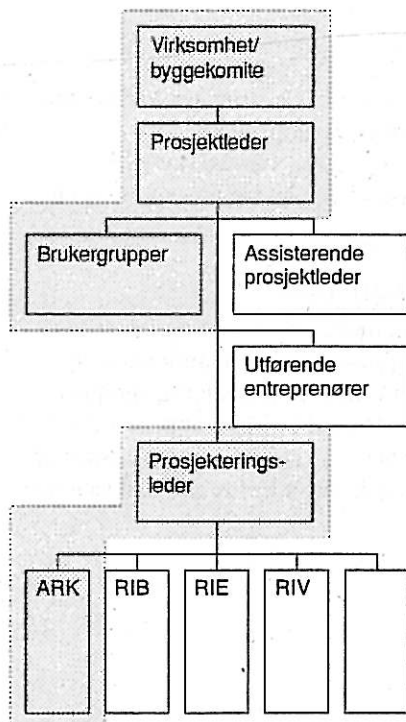 Virksomhet/
byggekomite
Prosjektleder
Brukergrupper
Assisterende
prosjektleder
Utførende
entreprenører
Prosjekterings-
leder
ARK
RIB
RIE
RIV